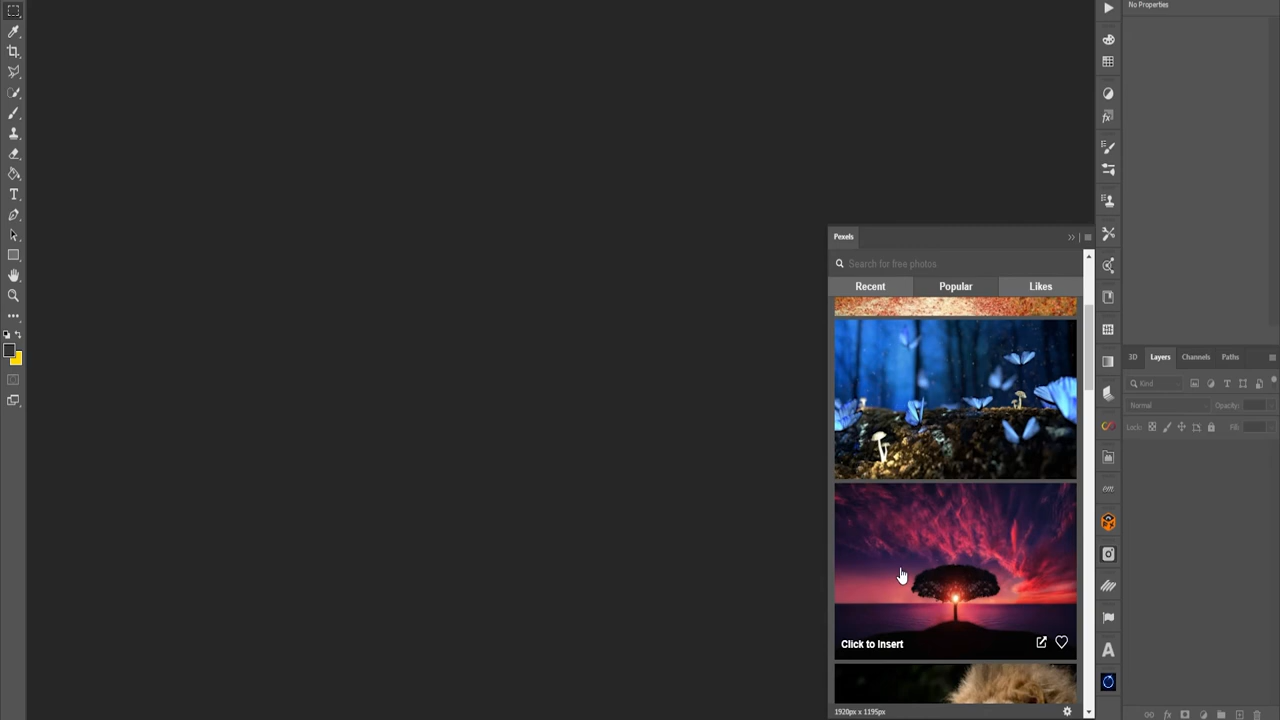 No Properties
Pexels
Search for free photos
Recent Popular Likes
3D Layers Channels Paths
Kind
Normal Opacity:
Lock: Fill:
Click to Insert
1920px x 1195px